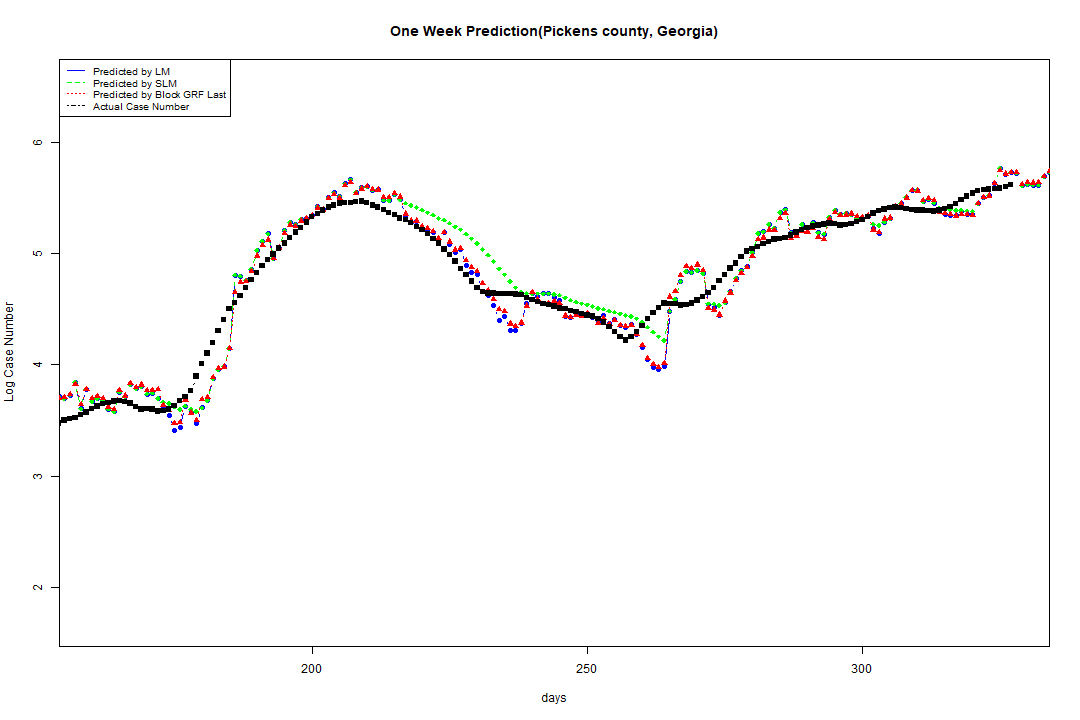 One Week Prediction(Pickens county, Georgia)
Predicted by LM
Predicted by SLM
Predicted by Block GRF Last
Actual Case Number
6
5
4
3
2
Log Case Number
200
250
300
days